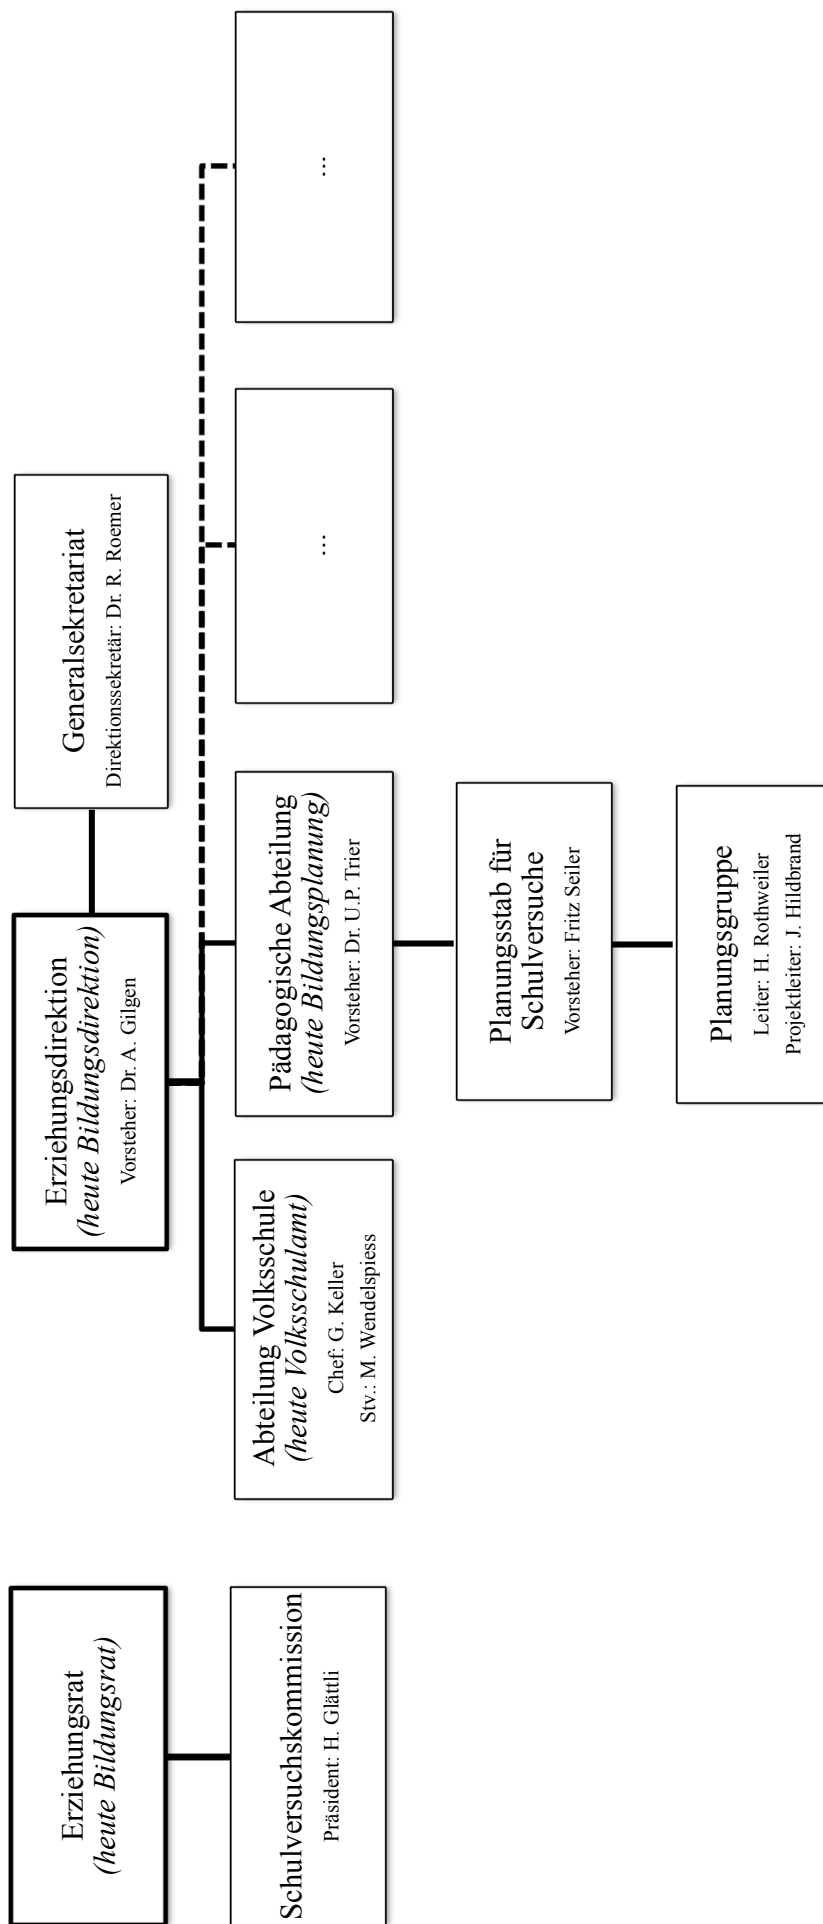 Erziehungsrat
(heute Bildungsrat)
Schulversuchskommission
Präsident: H. Glättli
Erziehungsdirektion
(heute Bildungsdirektion)
Vorsteher: Dr. A. Gilgen
Generalsekretariat
Direktionssekretär: Dr. R. Roemer
Abteilung Volksschule
(heute Volksschulamt)
Chef: G. Keller
Stv.: M. Wendelspiess
Pädagogische Abteilung
(heute Bildungsplanung)
Vorsteher: Dr. U.P. Trier
...
...
Planungsstab für
Schulversuche
Vorsteher: Fritz Seiler
Planungsgruppe
Leiter: H. Rothweiler
Projektleiter: J. Hildbrand